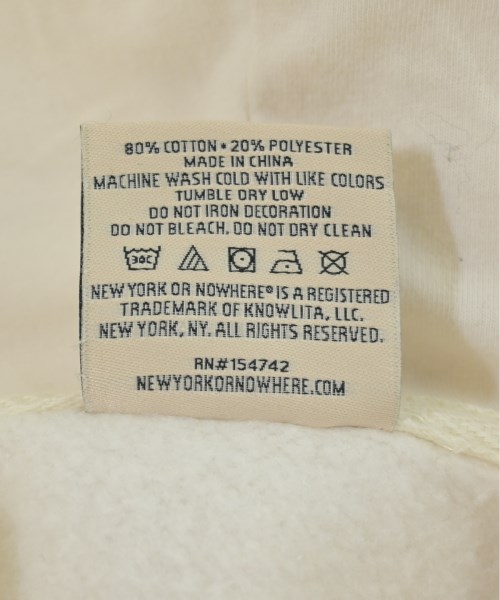 80% COTTON • 20% POLYESTER
MADE IN CHINA
MACHINE WASH COLD WITH LIKE COLORS
TUMBLE DRY LOW
DO NOT IRON DECORATION
DO NOT BLEACH. DO NOT DRY CLEAN
30C
NEW YORK OR NOWHERE® IS A REGISTERED
TRADEMARK OF KNOWLITA, LLC.
NEW YORK, NY. ALL RIGHTS RESERVED.
RN#154742
NEWYORKORNOWHERE.COM